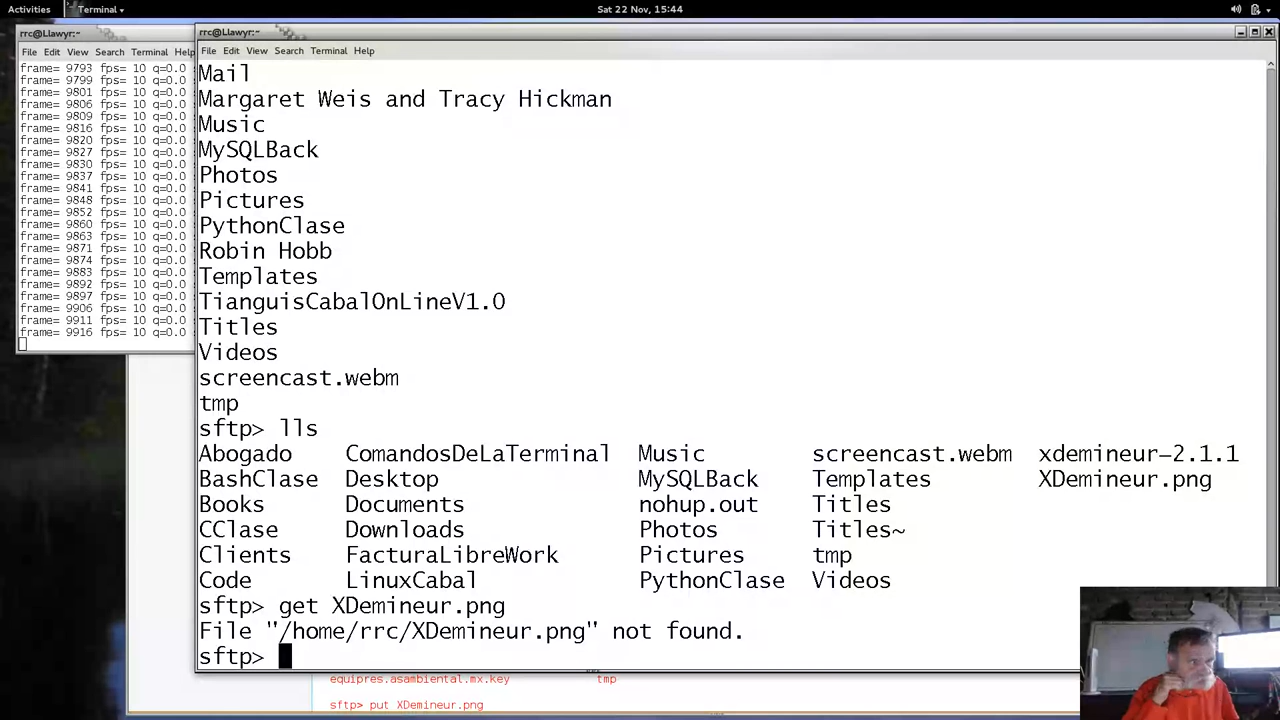 Activities Terminal Sat 22 Nov, 15:44
rrc@Llawyr:~
File Edit View Search Terminal Help
frame= 9793 fps= 10 q=0.0
frame= 9799 fps= 10 q=0.0
frame= 9801 fps= 10 q=0.0
frame= 9806 fps= 10 q=0.0
frame= 9809 fps= 10 q=0.0
frame= 9816 fps= 10 q=0.0
frame= 9820 fps= 10 q=0.0
frame= 9827 fps= 10 q=0.0
frame= 9830 fps= 10 q=0.0
frame= 9837 fps= 10 q=0.0
frame= 9841 fps= 10 q=0.0
frame= 9848 fps= 10 q=0.0
frame= 9852 fps= 10 q=0.0
frame= 9860 fps= 10 q=0.0
frame= 9863 fps= 10 q=0.0
frame= 9871 fps= 10 q=0.0
frame= 9874 fps= 10 q=0.0
frame= 9883 fps= 10 q=0.0
frame= 9892 fps= 10 q=0.0
frame= 9897 fps= 10 q=0.0
frame= 9906 fps= 10 q=0.0
frame= 9911 fps= 10 q=0.0
frame= 9916 fps= 10 q=0.0
rrc@Llawyr:~
File Edit View Search Terminal Help
Mail
Margaret Weis and Tracy Hickman
Music
MySQLBack
Photos
Pictures
PythonClase
Robin Hobb
Templates
TianguisCabalOnLineV1.0
Titles
Videos
screencast.webm
tmp
sftp> lls
Abogado ComandosDeLaTerminal Music screencast.webm xdemineur-2.1.1
BashClase Desktop MySQLBack Templates XDemineur.png
Books Documents nohup.out Titles
CClase Downloads Photos Titles~
Clients FacturaLibreWork Pictures tmp
Code LinuxCabal PythonClase Videos
sftp> get XDemineur.png
File "/home/rrc/XDemineur.png" not found.
sftp>
equipres.asambiental.mx.key tmp
sftp> put XDemineur.png